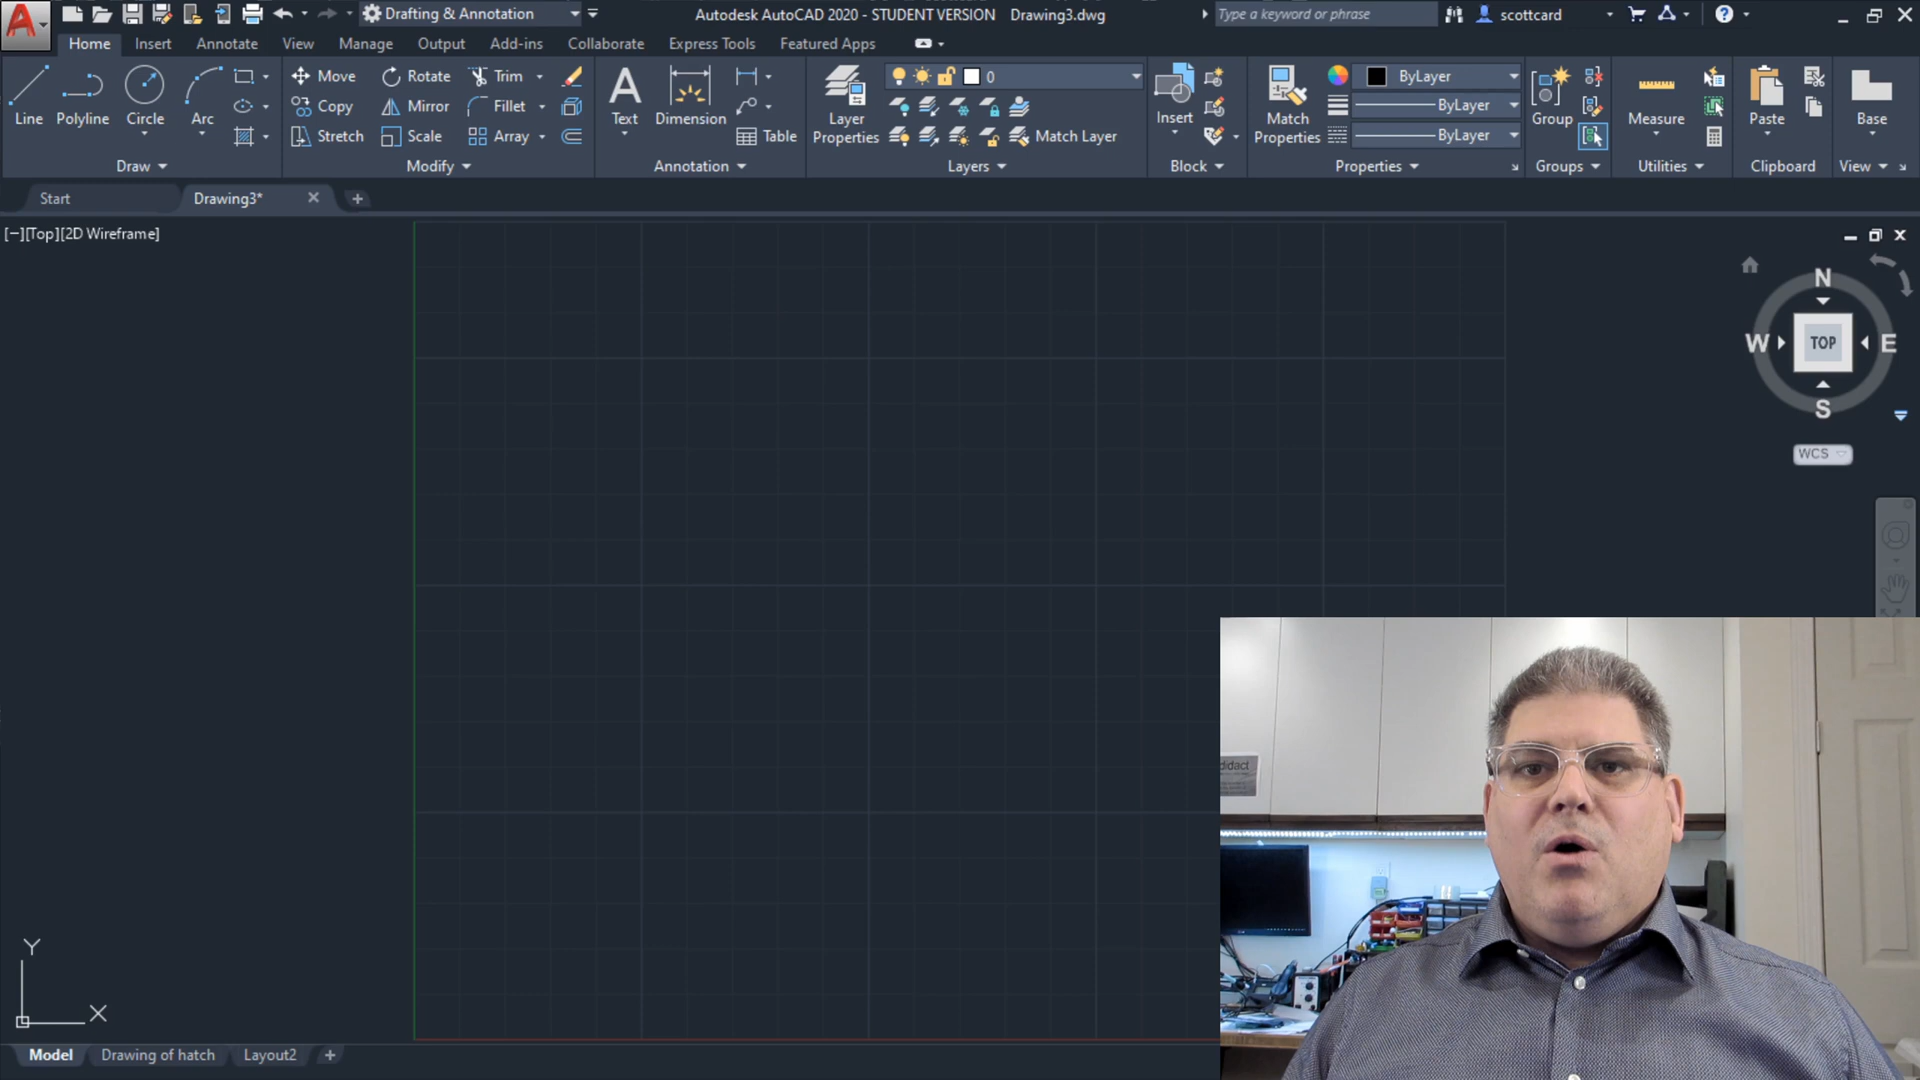 Drafting & Annotation
Autodesk AutoCAD 2020 - STUDENT VERSION Drawing3.dwg
Type a keyword or phrase
scottcard
Home Insert Annotate View Manage Output Add-ins Collaborate Express Tools Featured Apps
Line Polyline Circle Arc
Move Rotate Trim
Copy Mirror Fillet
Stretch Scale Array
Text Dimension Table
Layer Properties
0
Match Layer
Insert
Match Properties
ByLayer
ByLayer
ByLayer
Group
Measure
Paste
Base
Draw Modify Annotation Layers Block Properties Groups Utilities Clipboard View
Start Drawing3*
[−][Top][2D Wireframe]
N
W TOP E
S
WCS
didact
Y
X
Model Drawing of hatch Layout2